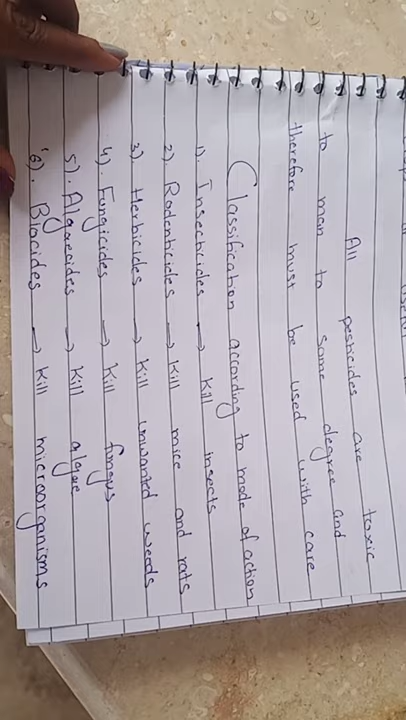 All pesticides are toxic
to man to some degree and
therefore must be used with care
Classification according to mode of action
1). Insecticides → Kill insects
2) Rodenticides → Kill mice and rats
3) Herbicides → Kill unwanted weeds
4). Fungicides → Kill fungus
5). Algaecides → Kill algae
6). Biocides → Kill microorganisms